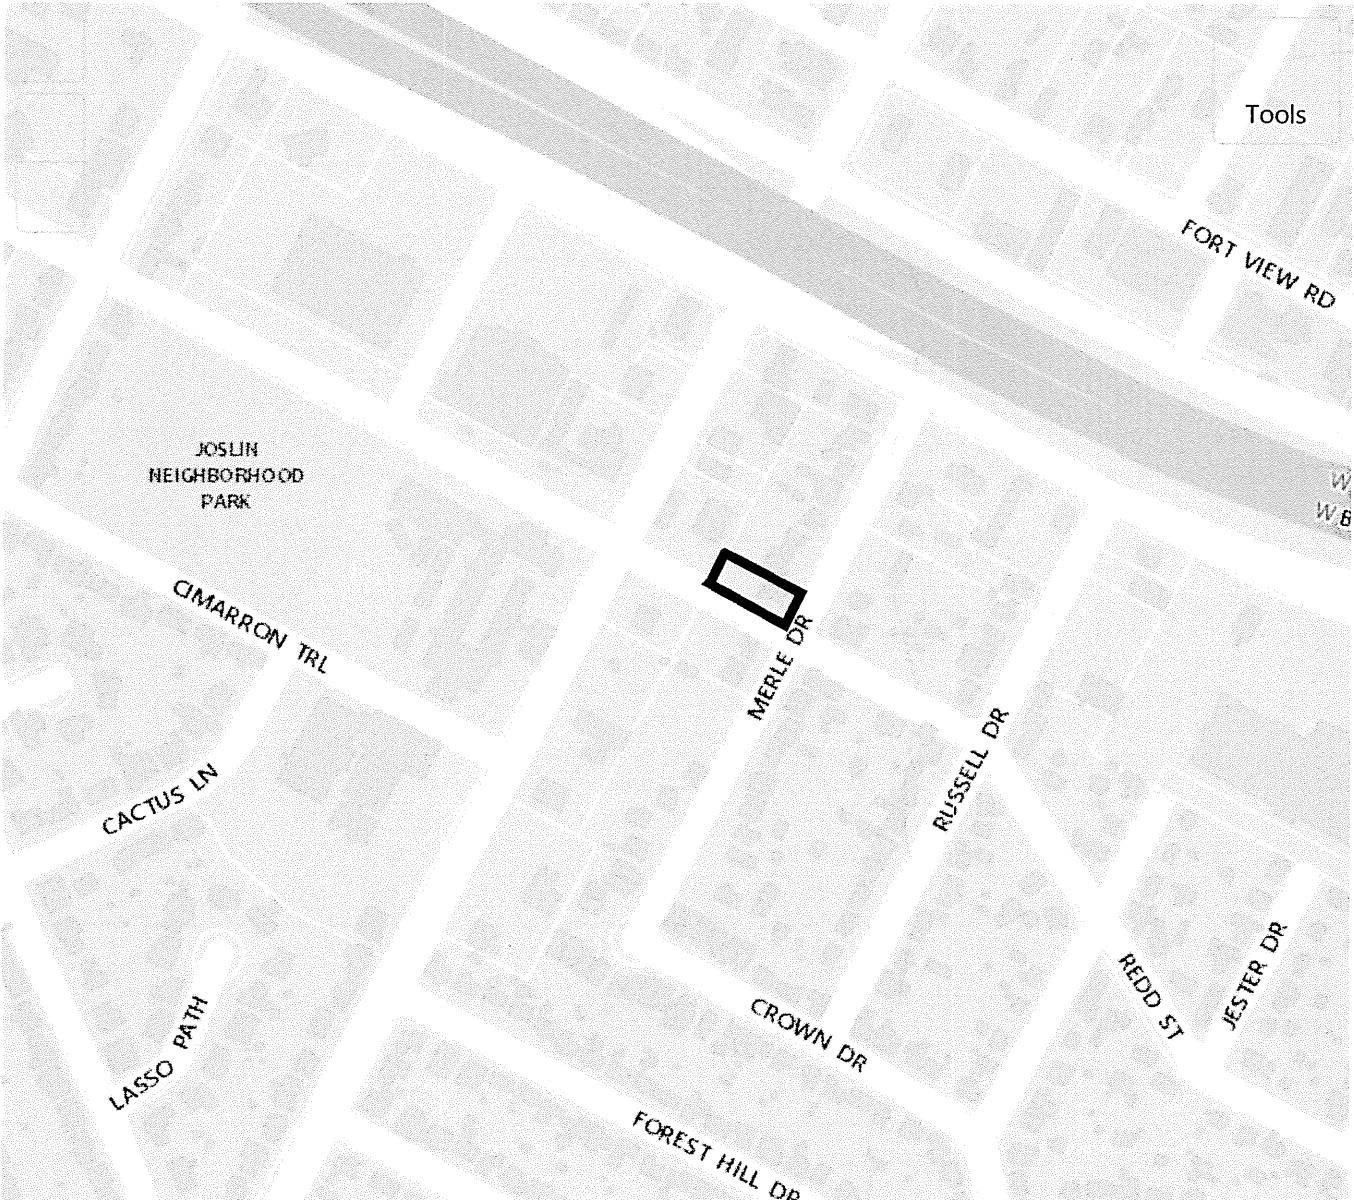 Tools
FORT VIEW RD
JOSLIN
NEIGHBORHOOD
PARK
W
W B
CIMARRON TRL
MERLE DR
RUSSELL DR
CACTUS LN
REDD ST
JESTER DR
LASSO PATH
CROWN DR
FOREST HILL DR